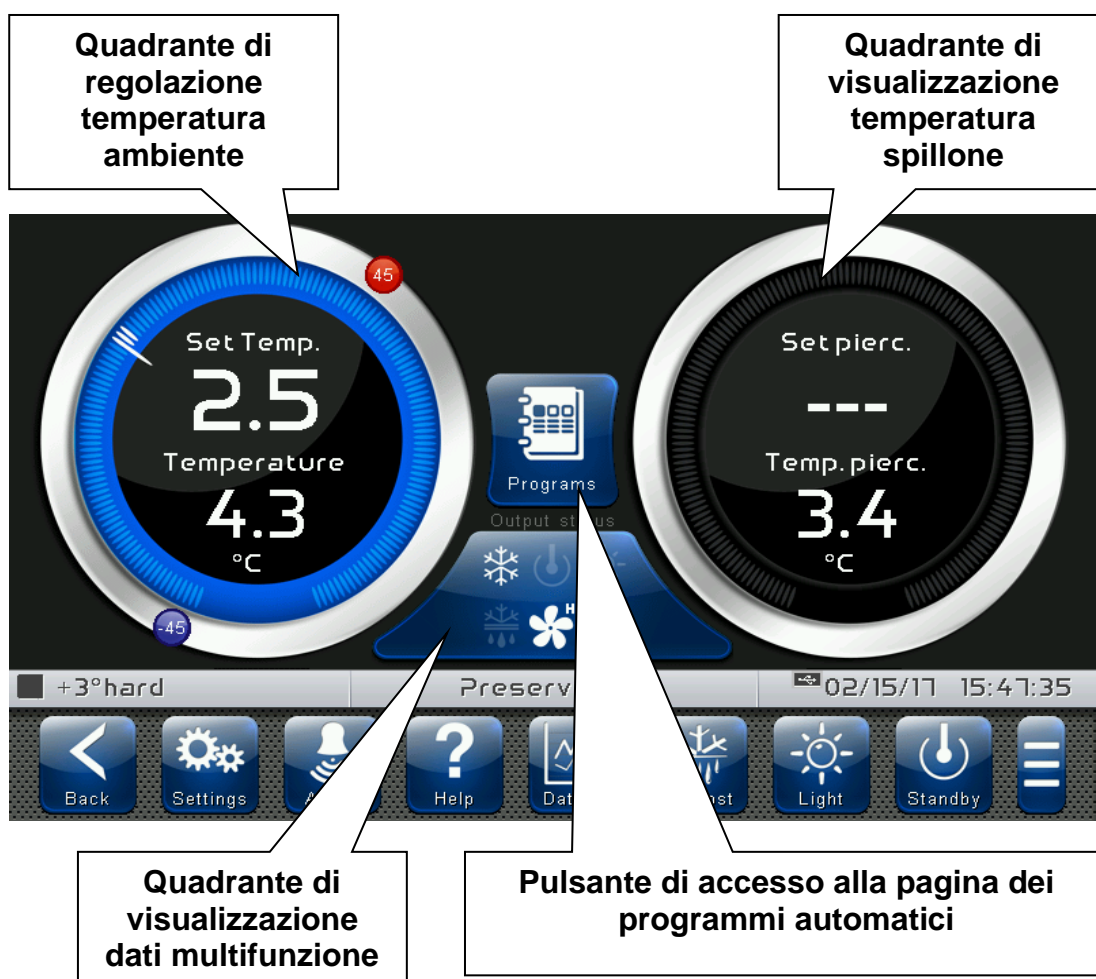 Quadrante di
regolazione
temperatura
ambiente
Quadrante di
visualizzazione
temperatura
spillone
45
Set Temp.
2.5
Temperature
4.3
°C
-45
Programs
Output
Set pierc.
---
Temp. pierc.
3.4
°C
H
+3°hard
02/15/17 15:47:35
Back
Settings
Help
Light
Standby
Quadrante di
visualizzazione
dati multifunzione
Pulsante di accesso alla pagina dei
programmi automatici